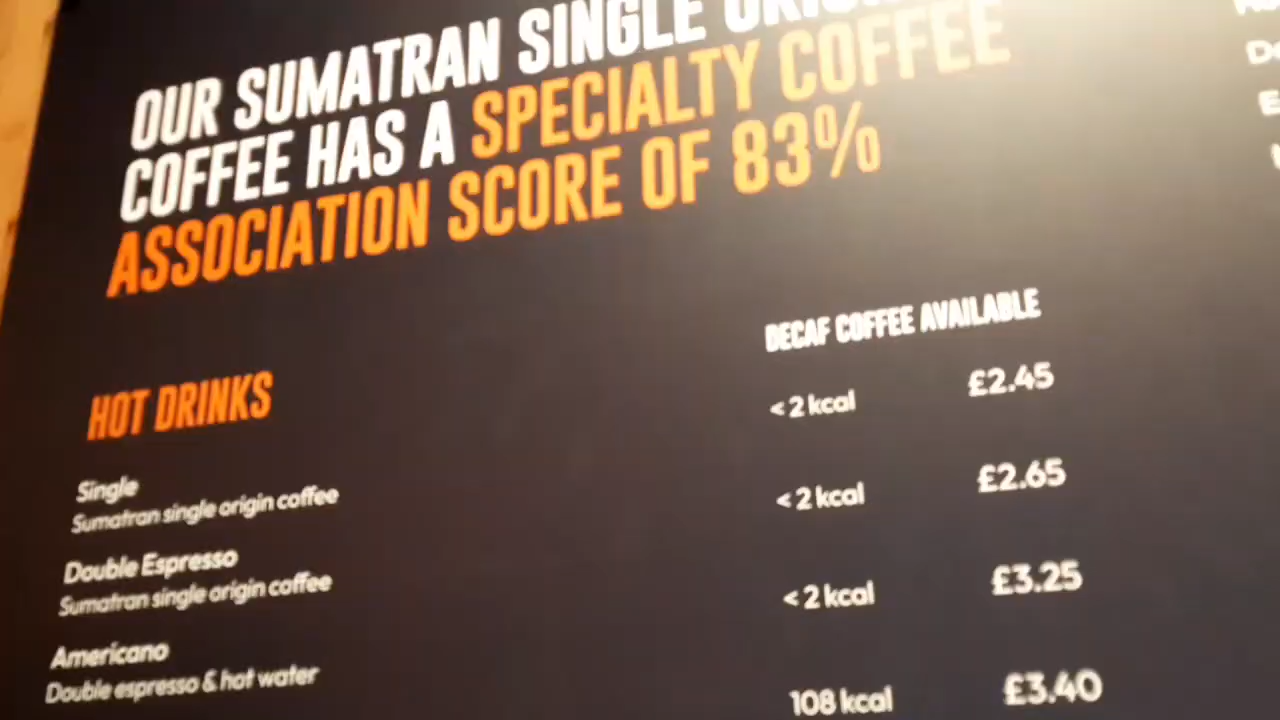 OUR SUMATRAN SINGLE ORIGIN
COFFEE HAS A SPECIALTY COFFEE
ASSOCIATION SCORE OF 83%
DECAF COFFEE AVAILABLE
HOT DRINKS
Single < 2 kcal £2.45
Sumatran single origin coffee
Double Espresso < 2 kcal £2.65
Sumatran single origin coffee
Americano < 2 kcal £3.25
Double espresso & hot water
108 kcal £3.40